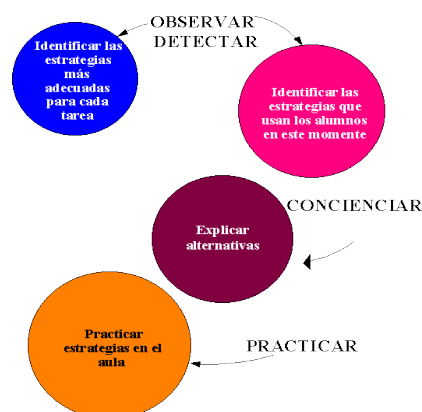 OBSERVAR
DETECTAR
Identificar las
estrategias
más
adecuadas
para cada
tarea
Identificar las
estrategias que
usan los alumnos
en este momente
CONCIENCIAR
Explicar
alternativas
Practicar
estrategias en el
aula
PRACTICAR